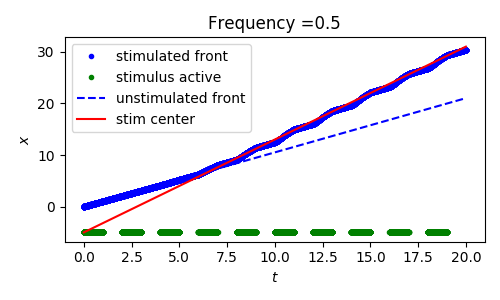 Frequency =0.5
stimulated front
stimulus active
unstimulated front
stim center
x
30
20
10
0
0.0 2.5 5.0 7.5 10.0 12.5 15.0 17.5 20.0
t